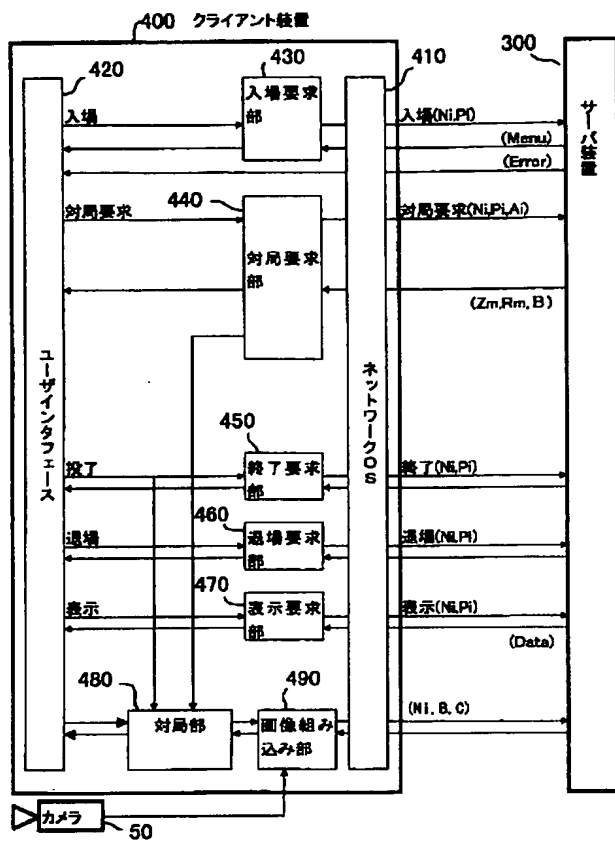 400 クライアント装置
420
430
410
300
入場要求
部
入場
入場(Ni,Pi)
(Menu)
(Error)
サーバ装置
440
対局要求
対局要求
部
対局要求(Ni,Pi,Ai)
(Zm,Rm,B)
ユーザインタフェース
ネットワークOS
450
投了
終了要求
部
終了(Ni,Pi)
460
退場
退場要求
部
退場(Ni,Pi)
470
表示
表示要求
部
表示(Ni,Pi)
(Data)
480
490
対局部
画像組み
込み部
(Ni,B,C)
カメラ
50